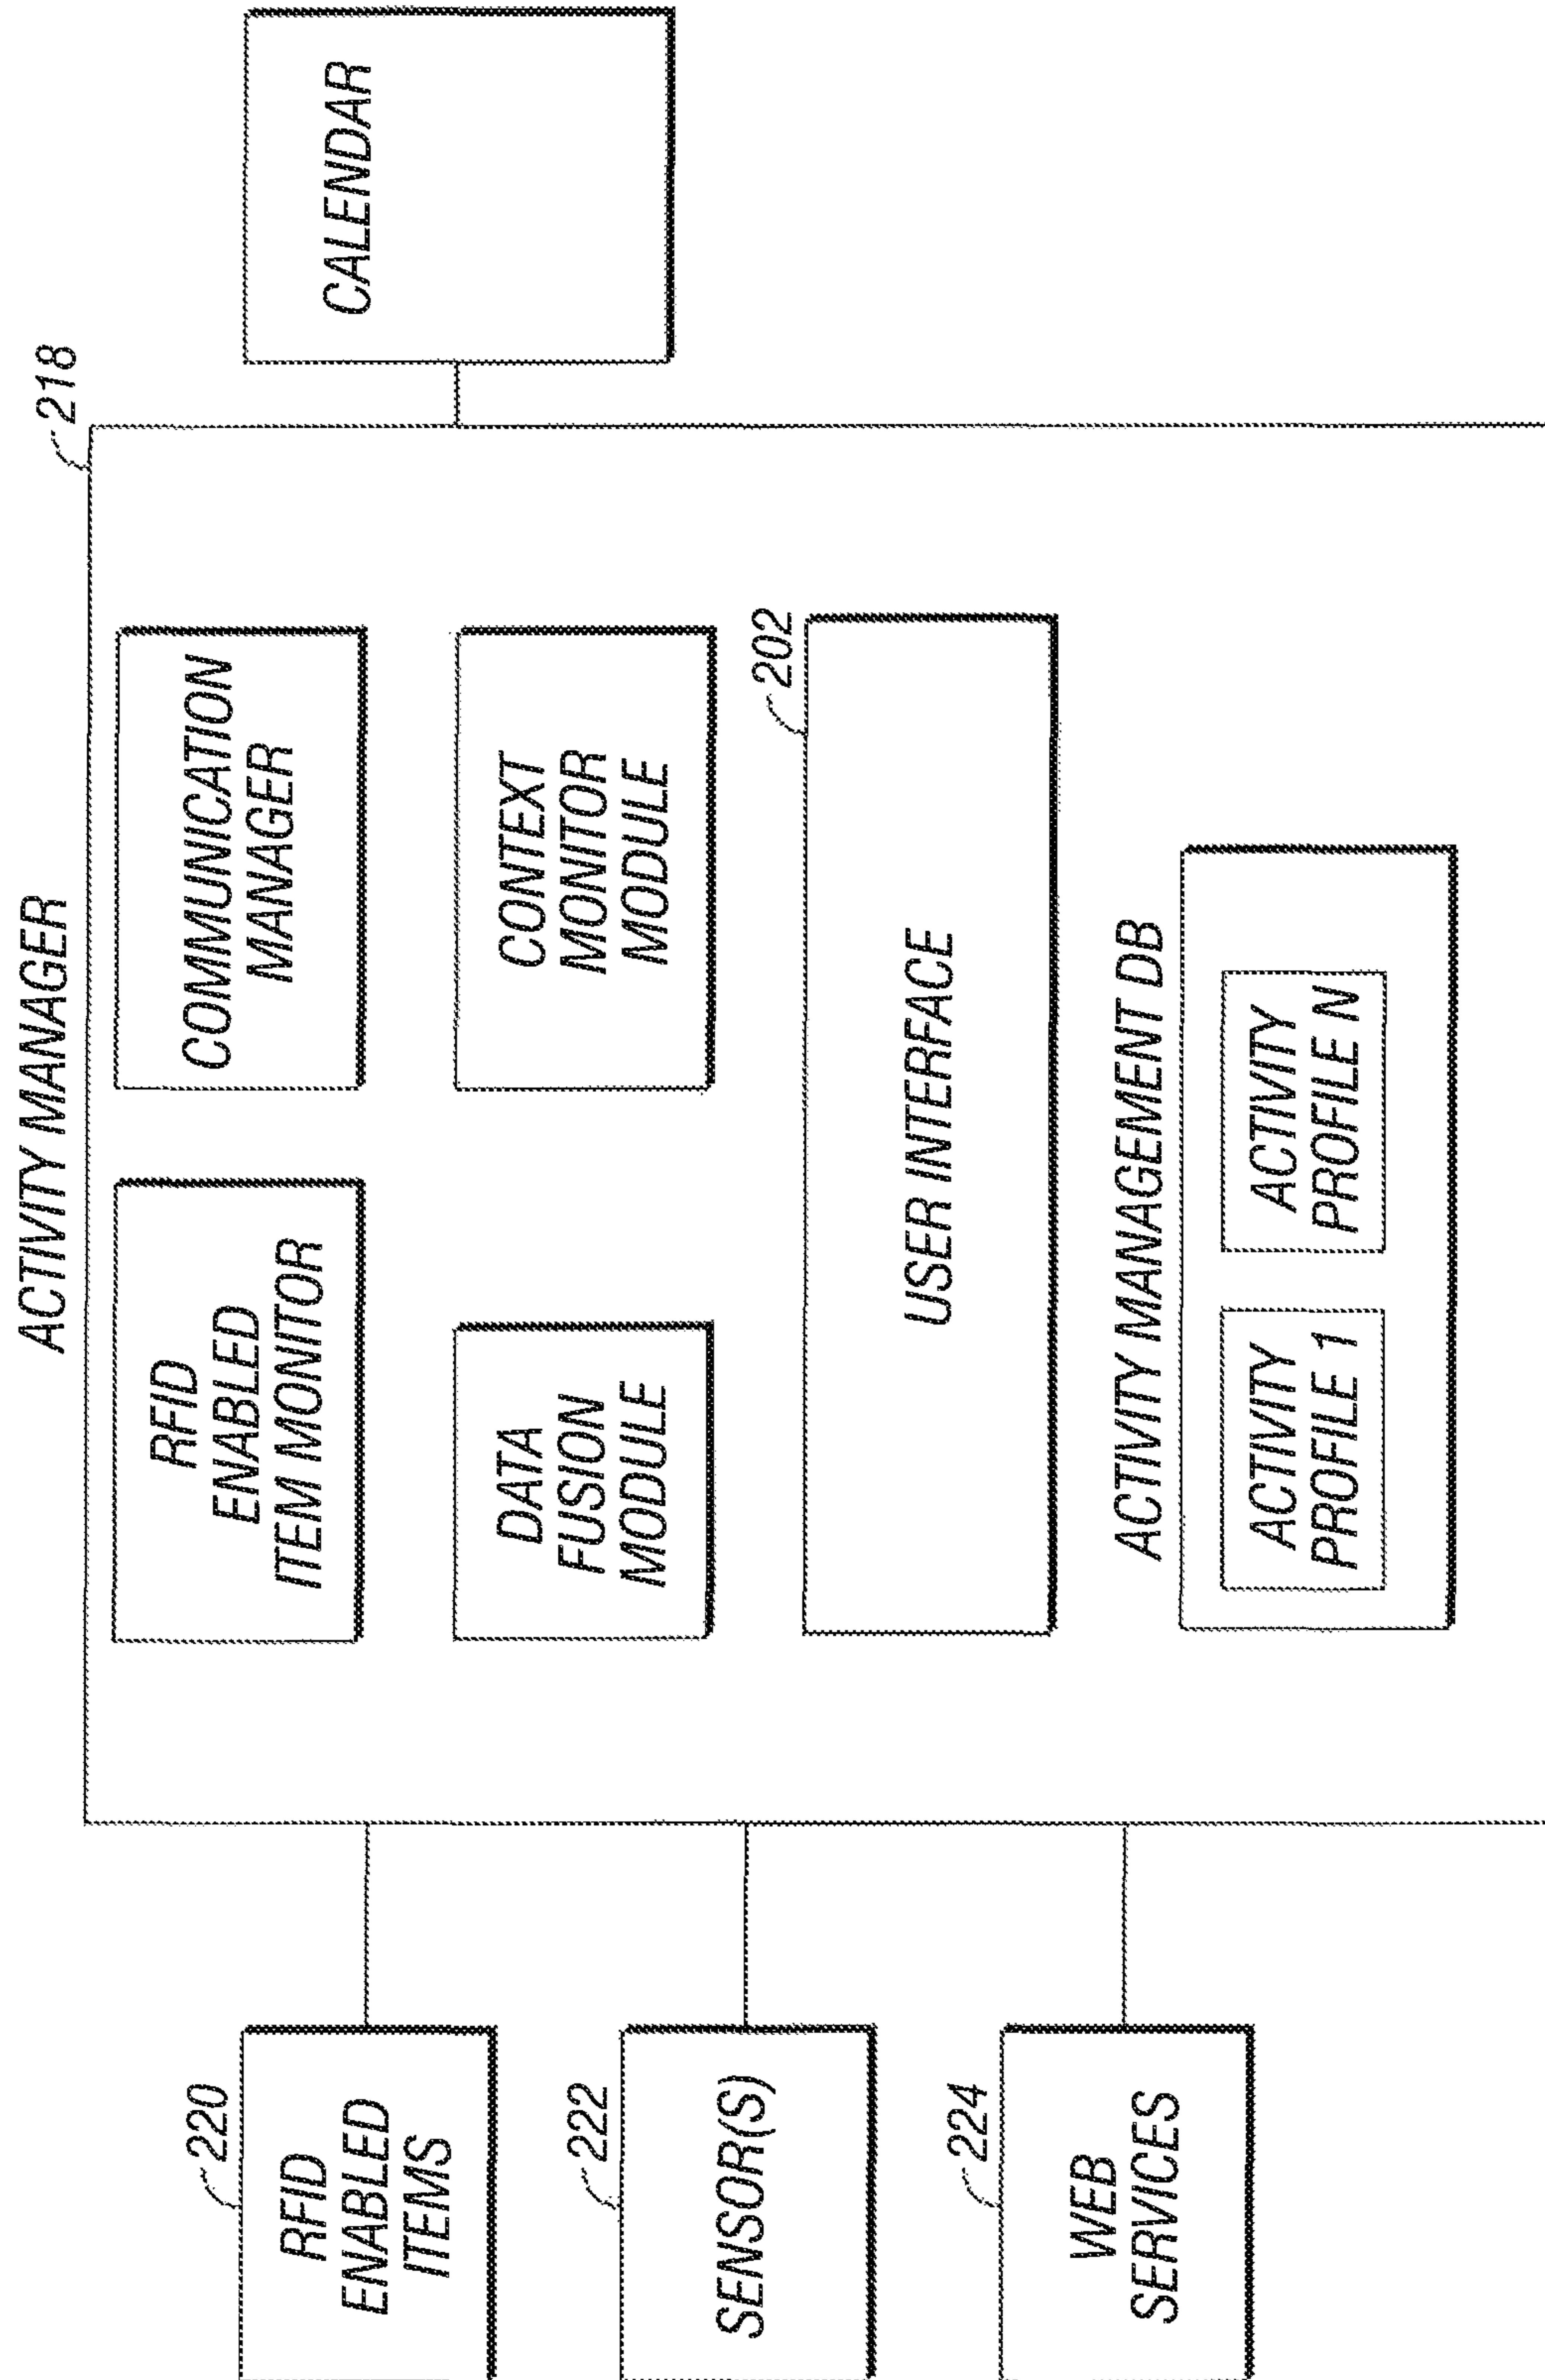 ACTIVITY MANAGER
218
220
RFID
ENABLED
ITEMS
222
SENSOR(S)
224
WEB
SERVICES
RFID
ENABLED
ITEM MONITOR
COMMUNICATION
MANAGER
DATA
FUSION
MODULE
CONTEXT
MONITOR
MODULE
202
USER INTERFACE
ACTIVITY MANAGEMENT DB
ACTIVITY
PROFILE 1
ACTIVITY
PROFILE N
CALENDAR